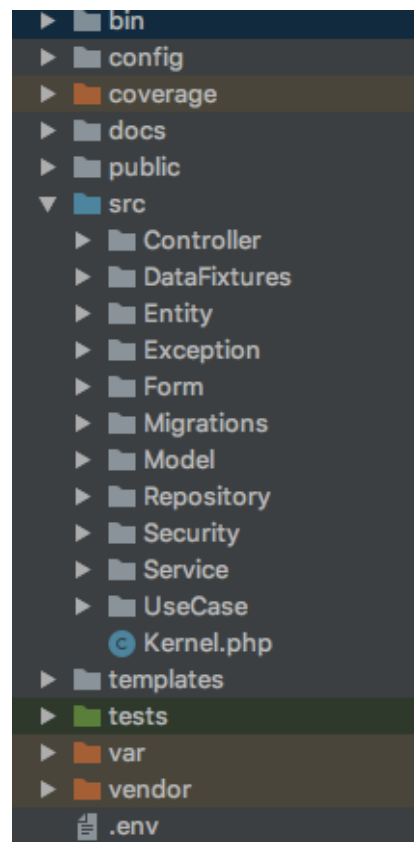 bin
config
coverage
docs
public
src
Controller
DataFixtures
Entity
Exception
Form
Migrations
Model
Repository
Security
Service
UseCase
Kernel.php
templates
tests
var
vendor
.env